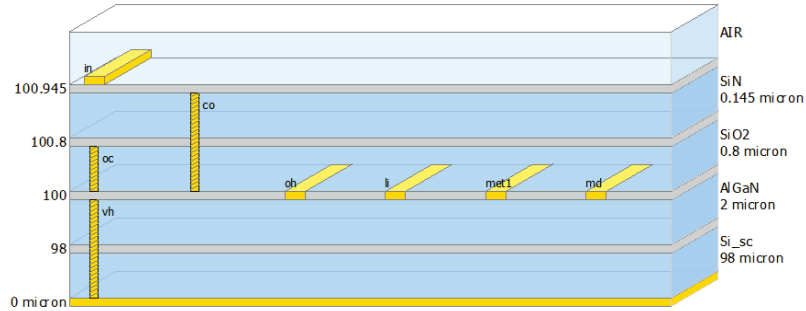 AIR
in
100.945
SiN
0.145 micron
co
100.8
SiO2
0.8 micron
oc
oh
li
met1
md
100
AlGaN
2 micron
vh
98
Si_sc
98 micron
0 micron